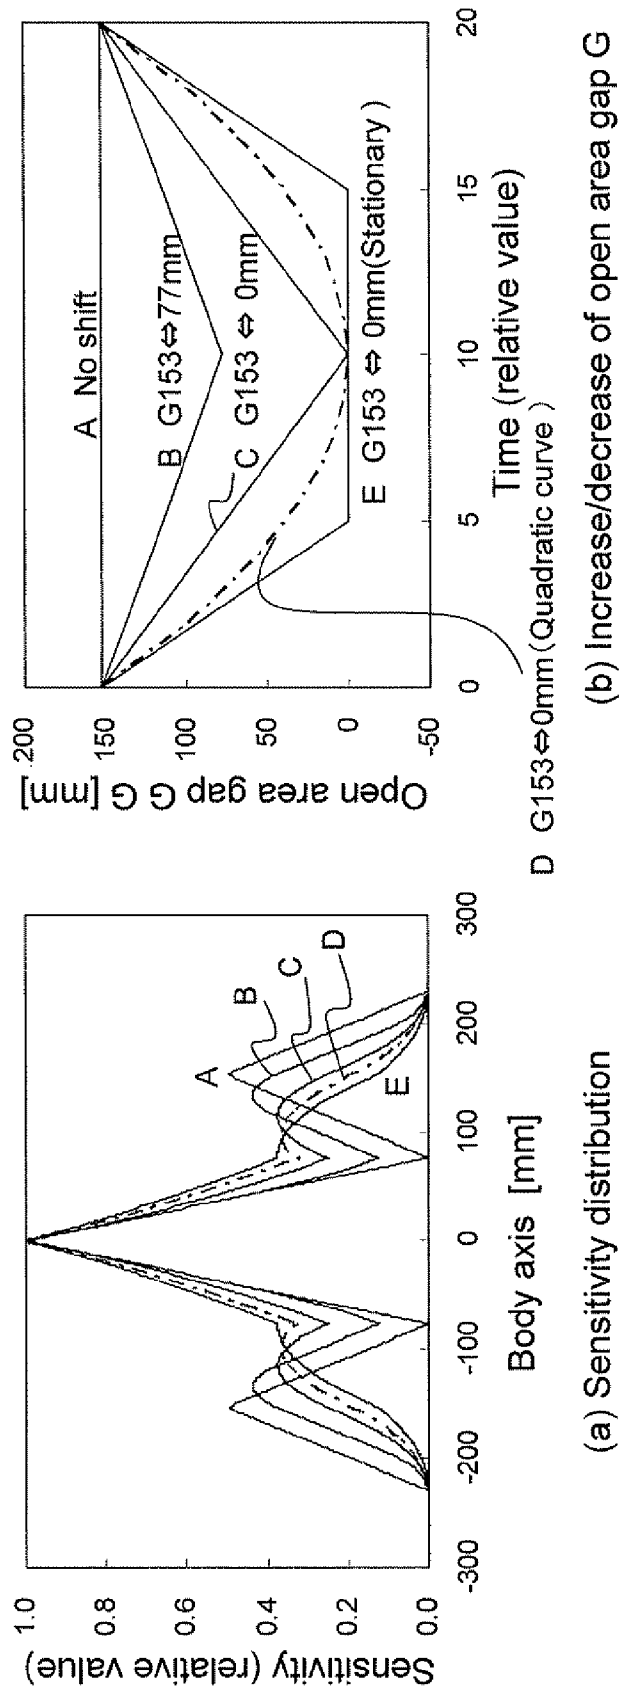 Sensitivity (relative value)
1.0
0.8
0.6
0.4
0.2
0.0
A
B
C
D
E
-300
-200
-100
0
100
200
300
Body axis [mm]
(a) Sensitivity distribution
Open area gap G G [mm]
200
150
100
50
0
-50
A No shift
B G153⇔77mm
C G153 ⇔ 0mm
E G153 ⇔ 0mm(Stationary)
0
5
10
15
20
Time (relative value)
D G153⇔0mm(Quadratic curve)
(b) Increase/decrease of open area gap G